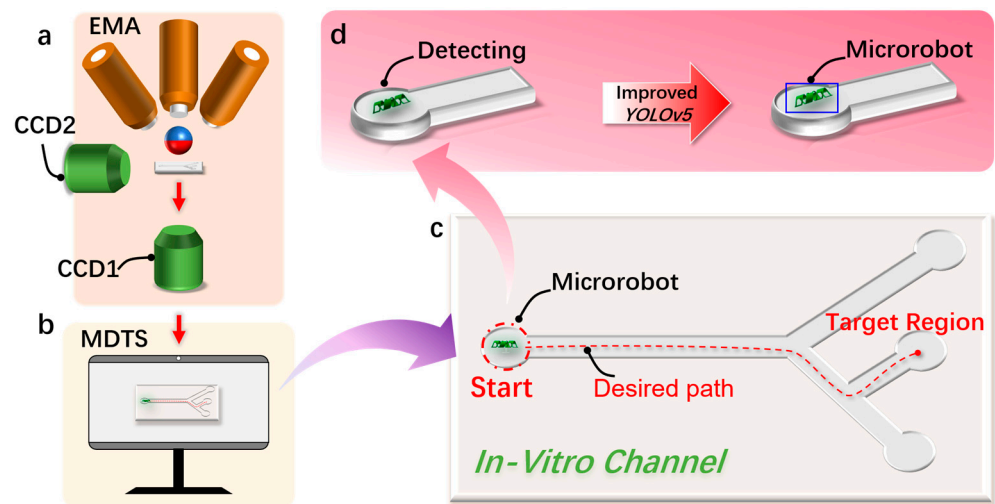 a
EMA
CCD2
CCD1
b
MDTS
d
Detecting
Improved
YOLOv5
Microrobot
c
Microrobot
Start
Desired path
Target Region
In-Vitro Channel